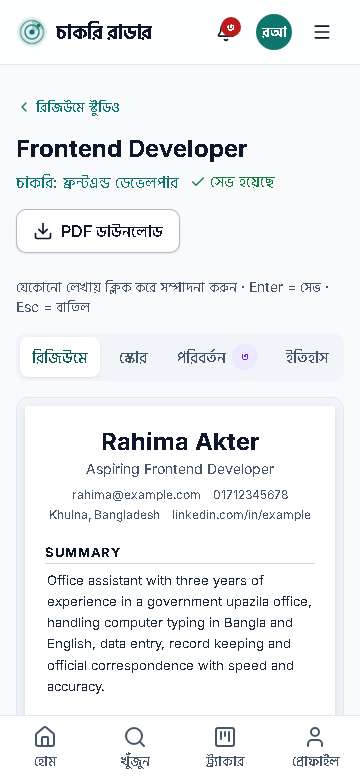 চাকরি রাডার
৩
রআ
রিজিউমে স্টুডিও
Frontend Developer
চাকরি: ফ্রন্টএন্ড ডেভেলপার সেভ হয়েছে
PDF ডাউনলোড
যেকোনো লেখায় ক্লিক করে সম্পাদনা করুন · Enter = সেভ ·
Esc = বাতিল
রিজিউমে স্কোর পরিবর্তন ৩ ইতিহাস
Rahima Akter
Aspiring Frontend Developer
rahima@example.com 01712345678
Khulna, Bangladesh linkedin.com/in/example
SUMMARY
Office assistant with three years of
experience in a government upazila office,
handling computer typing in Bangla and
English, data entry, record keeping and
official correspondence with speed and
accuracy.
হোম খুঁজুন ট্র্যাকার প্রোফাইল